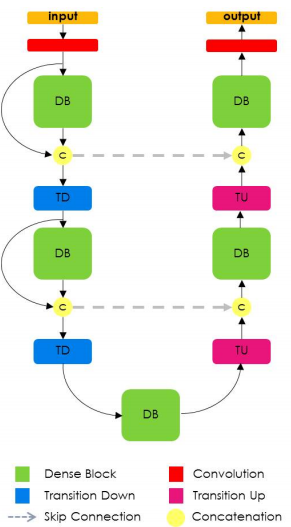 input output
DB DB
C C
TD TU
DB DB
C C
TD TU
DB
Dense Block Convolution
Transition Down Transition Up
Skip Connection Concatenation